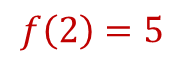 f(2) = 5